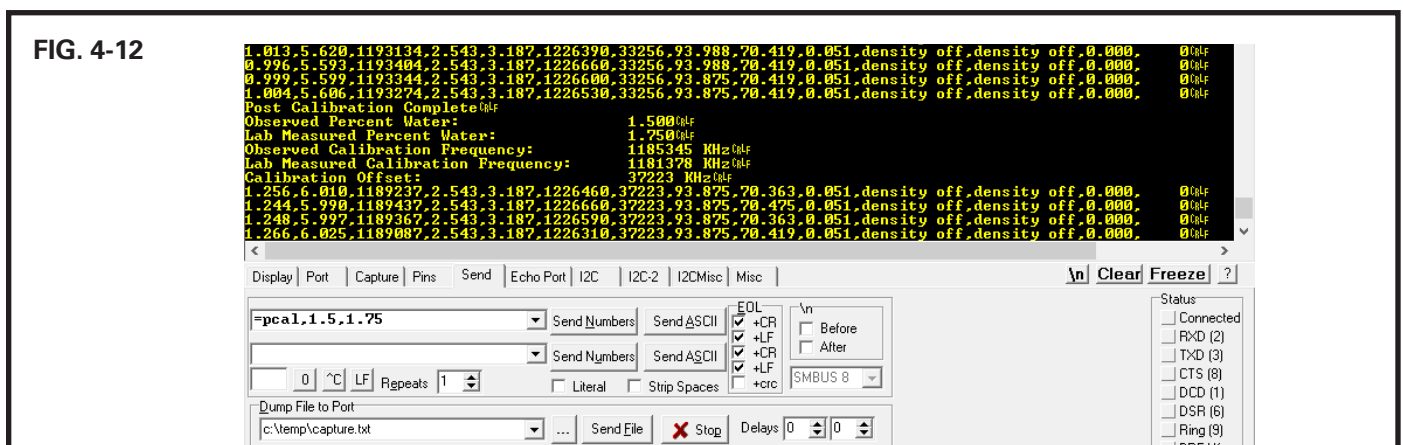 FIG. 4-12
1.013,5.620,1193134,2.543,3.187,1226390,33256,93.988,70.419,0.051,density off,density off,0.000, 0CRLF
0.996,5.593,1193404,2.543,3.187,1226660,33256,93.988,70.419,0.051,density off,density off,0.000, 0CRLF
0.999,5.599,1193344,2.543,3.187,1226600,33256,93.875,70.419,0.051,density off,density off,0.000, 0CRLF
1.004,5.606,1193274,2.543,3.187,1226530,33256,93.875,70.419,0.051,density off,density off,0.000, 0CRLF
Post Calibration CompleteCRLF
Observed Percent Water: 1.500CRLF
Lab Measured Percent Water: 1.750CRLF
Observed Calibration Frequency: 1185345 KHzCRLF
Lab Measured Calibration Frequency: 1181378 KHzCRLF
Calibration Offset: 37223 KHzCRLF
1.256,6.010,1189237,2.543,3.187,1226460,37223,93.875,70.363,0.051,density off,density off,0.000, 0CRLF
1.244,5.990,1189437,2.543,3.187,1226660,37223,93.875,70.475,0.051,density off,density off,0.000, 0CRLF
1.248,5.997,1189367,2.543,3.187,1226590,37223,93.875,70.363,0.051,density off,density off,0.000, 0CRLF
1.266,6.025,1189087,2.543,3.187,1226310,37223,93.875,70.419,0.051,density off,density off,0.000, 0CRLF
Display Port Capture Pins Send Echo Port I2C I2C-2 I2CMisc Misc \n Clear Freeze ?
EOL \n Status
=pcal,1.5,1.75 Send Numbers Send ASCII +CR Before Connected
+LF After RXD (2)
Send Numbers Send ASCII +CR TXD (3)
+LF SMBUS 8 CTS (8)
0 ^C LF Repeats 1 Literal Strip Spaces +crc DCD (1)
Dump File to Port DSR (6)
c:\temp\capture.txt ... Send File Stop Delays 0 0 Ring (9)